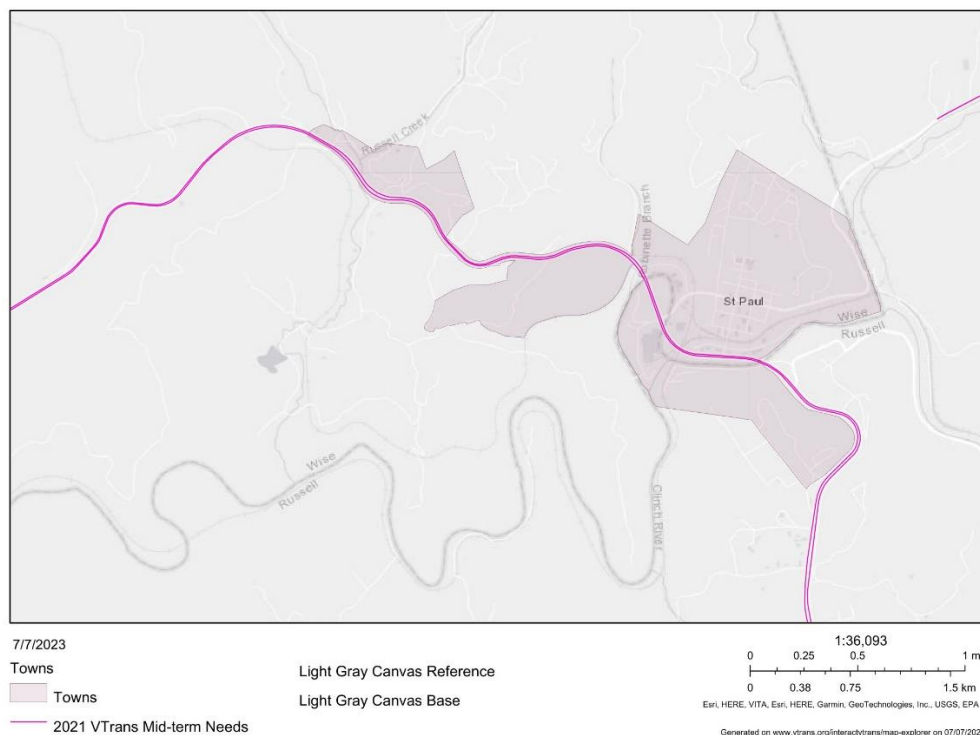 Russell Creek
Gbinette Branch
St Paul
Wise
Russell
Wise
Russell
Clinch River
7/7/2023
Towns
Towns
2021 VTrans Mid-term Needs
Light Gray Canvas Reference
Light Gray Canvas Base
1:36,093
0 0.25 0.5 1 m
0 0.38 0.75 1.5 km
Esri, HERE, VITA, Esri, HERE, Garmin, GeoTechnologies, Inc., USGS, EPA
Generated on www.vtrans.org/interactvtrans/map-explorer on 07/07/202